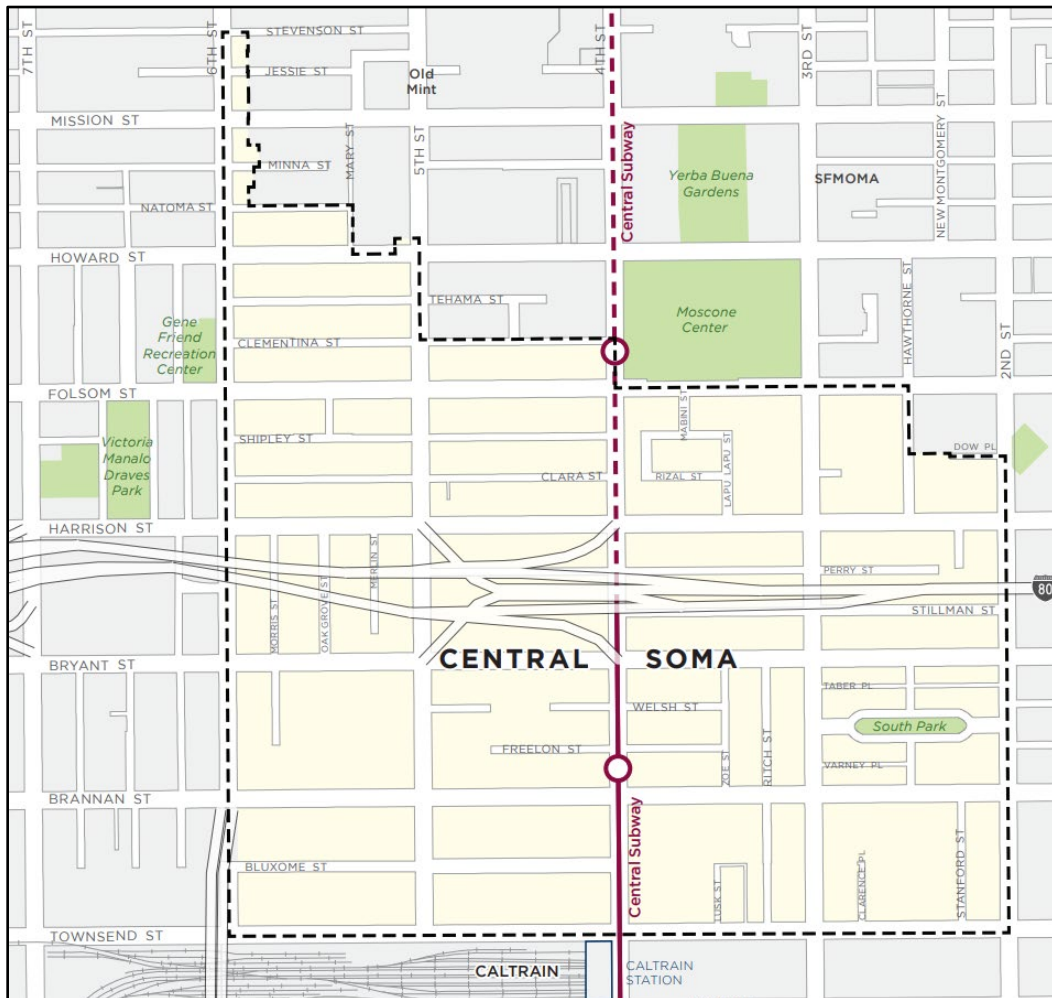 STEVENSON ST
7TH ST
6TH ST
4TH ST
3RD ST
JESSIE ST
Old
Mint
MISSION ST
MINNA ST
MARY ST
5TH ST
Central Subway
Yerba Buena
Gardens
SFMOMA
NEW MONTGOMERY ST
NATOMA ST
HOWARD ST
TEHAMA ST
Moscone
Center
HAWTHORNE ST
2ND ST
Gene
Friend
Recreation
Center
CLEMENTINA ST
FOLSOM ST
MABINI ST
SHIPLEY ST
LAPU LAPU ST
DOW PL
Victoria
Manalo
Draves
Park
CLARA ST
RIZAL ST
HARRISON ST
MERLIN ST
PERRY ST
80
MORRIS ST
OAK GROVE ST
STILLMAN ST
BRYANT ST
CENTRAL SOMA
TABER PL
WELSH ST
South Park
FREELON ST
ZOE ST
RITCH ST
VARNEY PL
BRANNAN ST
Central Subway
BLUXOME ST
LUSK ST
CLARENCE PL
STANFORD ST
TOWNSEND ST
CALTRAIN
CALTRAIN
STATION